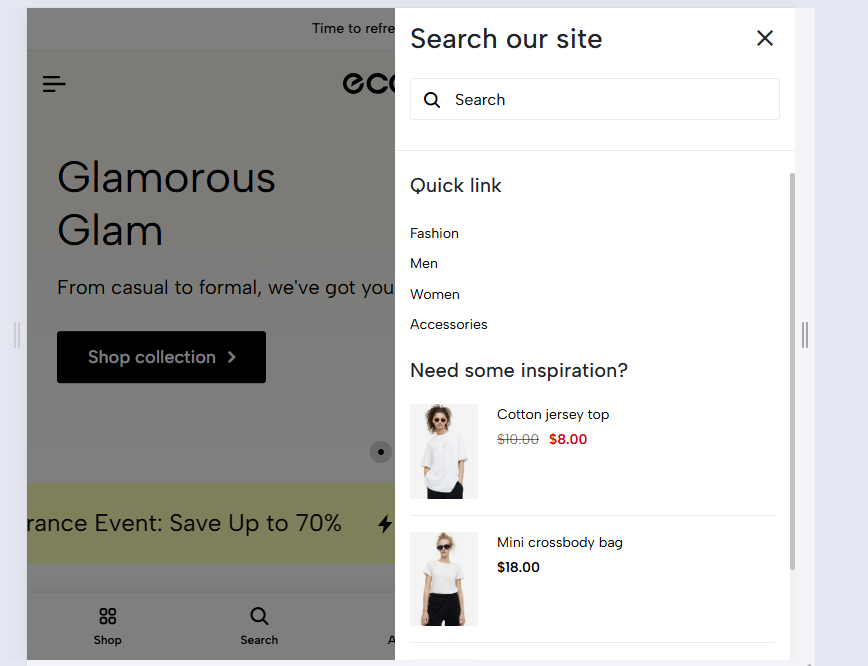 Time to refre
Search our site
eco
Search
Glamorous
Glam
From casual to formal, we've got you
Shop collection
Quick link
Fashion
Men
Women
Accessories
Need some inspiration?
Cotton jersey top
$10.00 $8.00
rance Event: Save Up to 70%
Mini crossbody bag
$18.00
Shop
Search
A